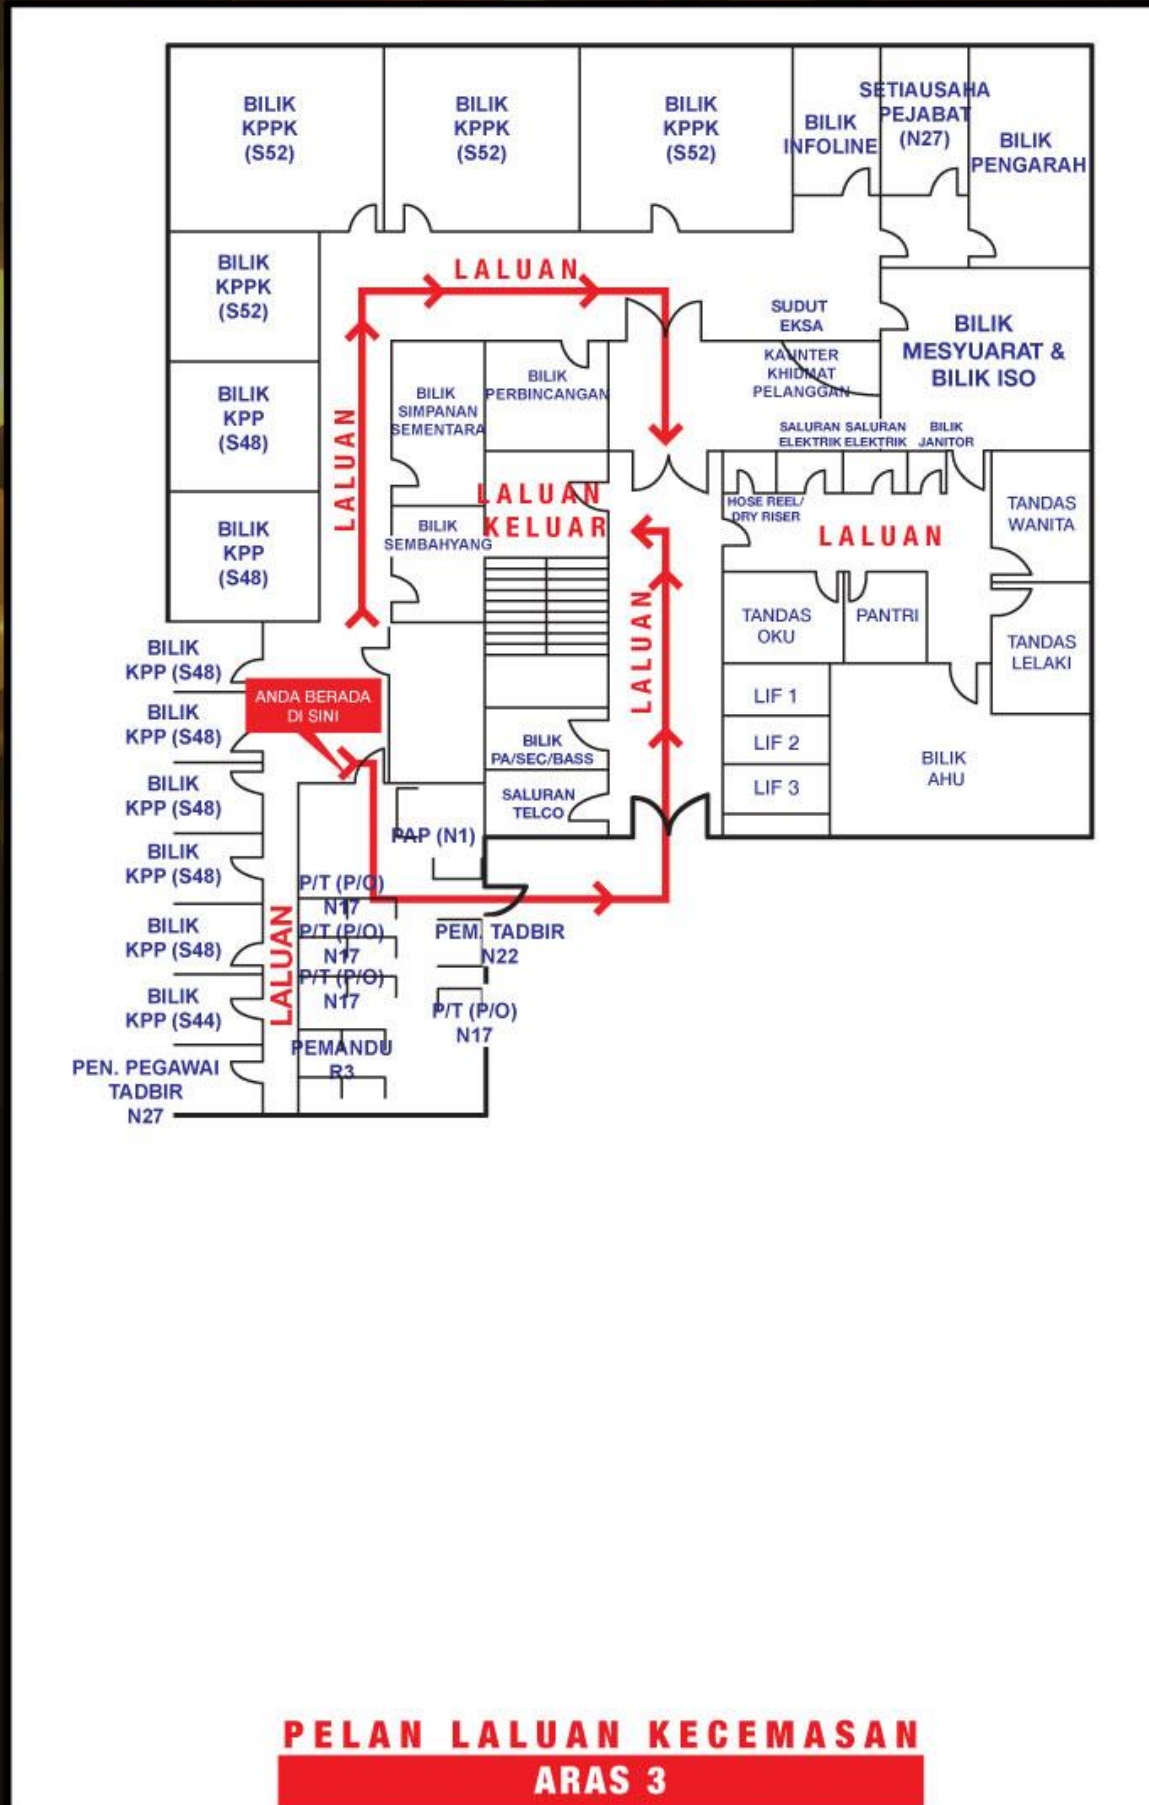 BILIK
KPPK
(S52)
BILIK
KPPK
(S52)
BILIK
KPPK
(S52)
BILIK
INFOLINE
SETIAUSAHA
PEJABAT
(N27)
BILIK
PENGARAH
BILIK
KPPK
(S52)
LALUAN
SUDUT
EKSA
BILIK
MESYUARAT &
BILIK ISO
KAUNTER
KHIDMAT
PELANGGAN
BILIK
KPP
(S48)
LALUAN
BILIK
SIMPANAN
SEMENTARA
BILIK
PERBINCANGAN
SALURAN
ELEKTRIK
SALURAN
ELEKTRIK
BILIK
JANITOR
BILIK
KPP
(S48)
BILIK
SEMBAHYANG
LALUAN
KELUAR
HOSE REEL/
DRY RISER
LALUAN
TANDAS
WANITA
LALUAN
TANDAS
OKU
PANTRI
TANDAS
LELAKI
BILIK
KPP (S48)
ANDA BERADA
DI SINI
LIF 1
BILIK
KPP (S48)
BILIK
PA/SEC/BASS
LIF 2
BILIK
AHU
BILIK
KPP (S48)
SALURAN
TELCO
LIF 3
PAP (N1)
BILIK
KPP (S48)
P/T (P/O)
N17
BILIK
KPP (S48)
LALUAN
P/T (P/O)
N17
PEM. TADBIR
N22
P/T (P/O)
N17
BILIK
KPP (S44)
P/T (P/O)
N17
PEN. PEGAWAI
TADBIR
N27
PEMANDU
R3
PELAN LALUAN KECEMASAN
ARAS 3